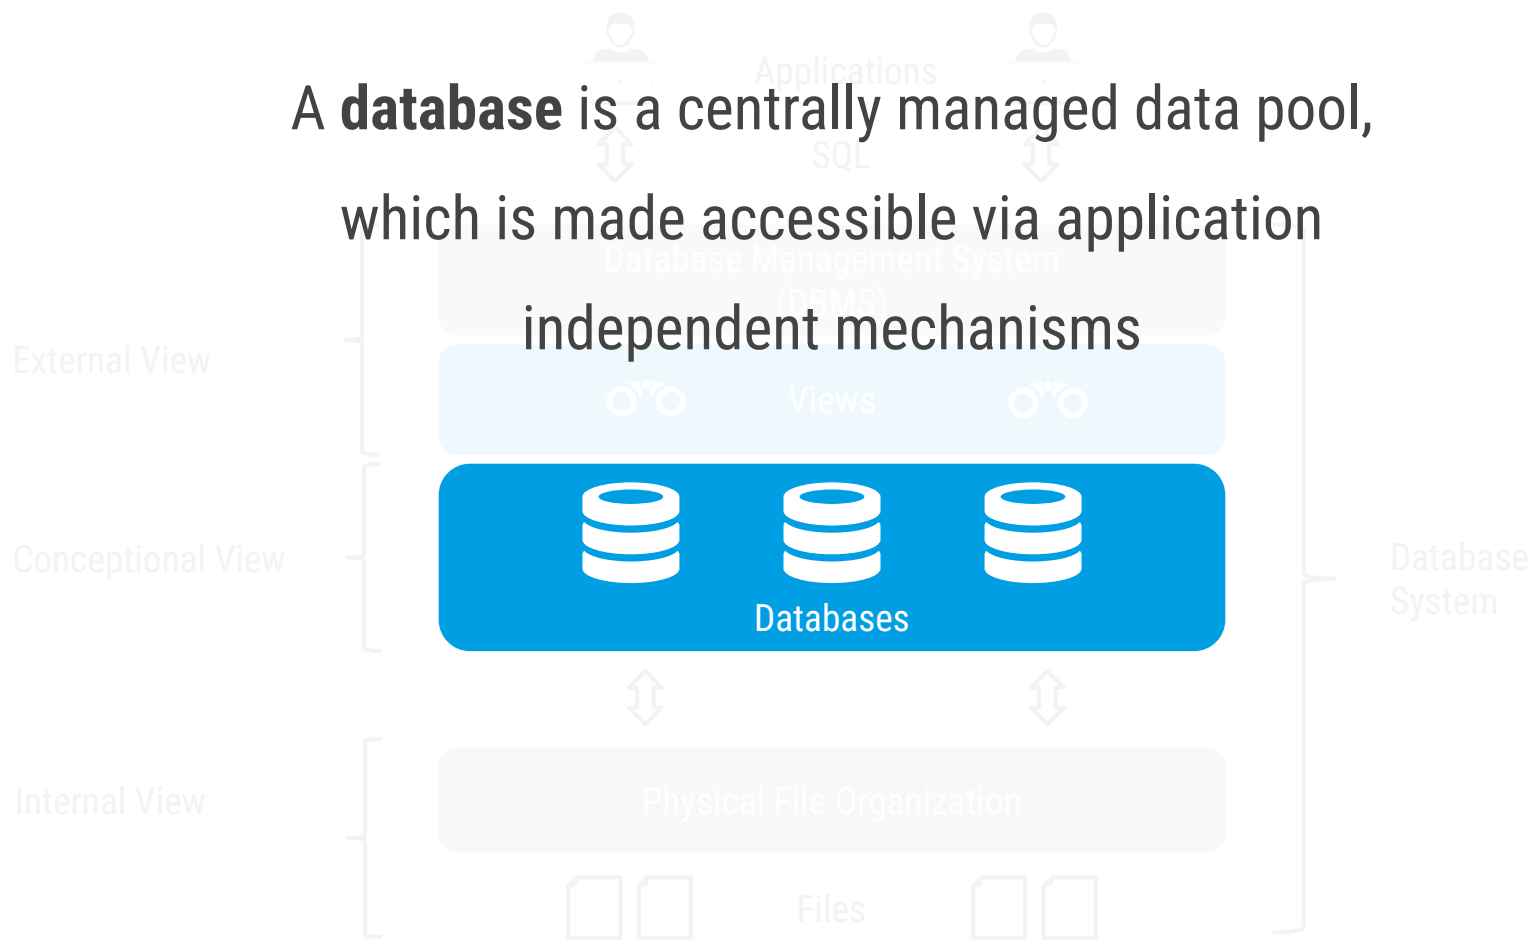 Applications
A database is a centrally managed data pool,
SQL
which is made accessible via application
Database Management System
(DBMS)
independent mechanisms
External View
Views
Conceptional View
Databases
Database
System
Internal View
Physical File Organization
Files